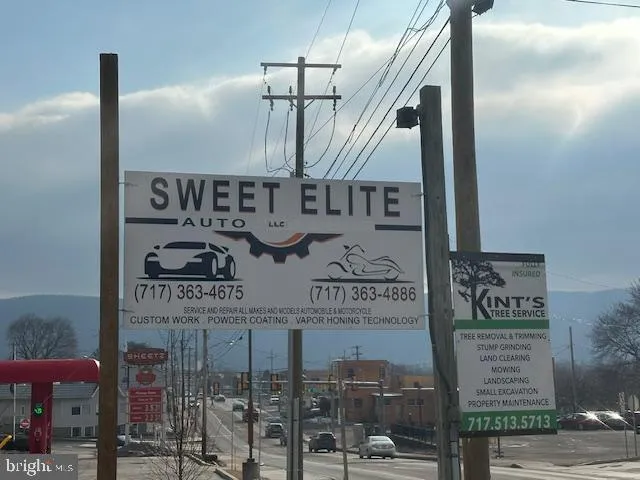 SWEET ELITE
AUTO LLC
(717) 363-4675
(717) 363-4886
SERVICE AND REPAIR ALL MAKES AND MODELS AUTOMOBILE & MOTORCYCLE
CUSTOM WORK . POWDER COATING . VAPOR HONING TECHNOLOGY
FULLY
INSURED
KINT'S
TREE SERVICE
TREE REMOVAL & TRIMMING
STUMP GRINDING
LAND CLEARING
MOWING
LANDSCAPING
SMALL EXCAVATION
PROPERTY MAINTENANCE
717.513.5713
SHEETZ
bright MLS